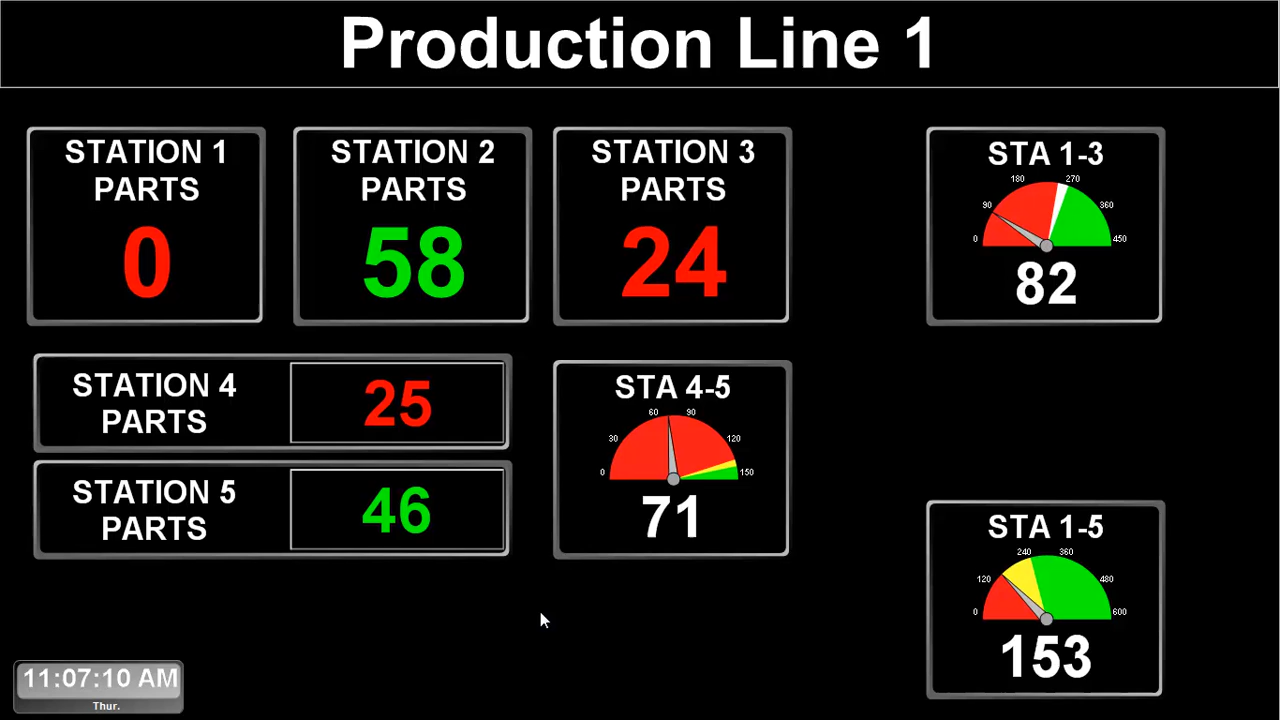 Production Line 1
STATION 1
PARTS
0
STATION 2
PARTS
58
STATION 3
PARTS
24
STA 1-3
0 90 180 270 360 450
82
STATION 4
PARTS
25
STATION 5
PARTS
46
STA 4-5
0 30 60 90 120 150
71
STA 1-5
0 120 240 360 480 600
153
11:07:10 AM
Thur.